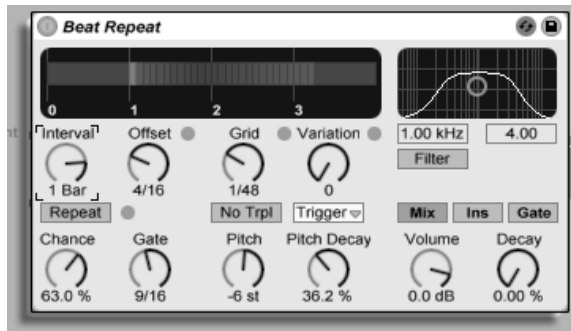 Beat Repeat
0 1 2 3
Interval Offset Grid Variation
1 Bar 4/16 1/48 0
1.00 kHz 4.00
Filter
Repeat No Trpl Trigger Mix Ins Gate
Chance Gate Pitch Pitch Decay Volume Decay
63.0 % 9/16 -6 st 36.2 % 0.0 dB 0.00 %